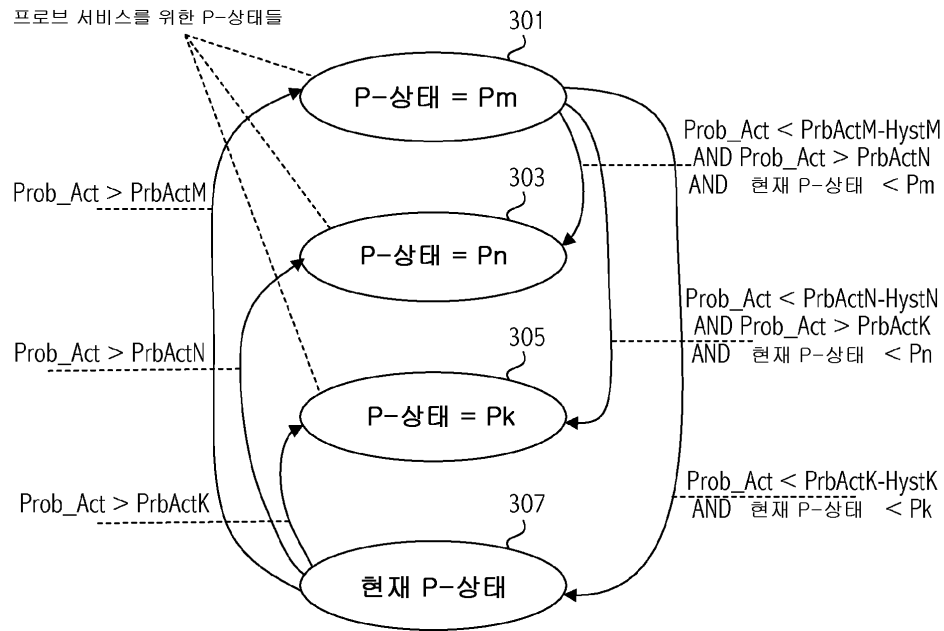 프로브 서비스를 위한 P-상태들
301
P-상태 = Pm
Prob_Act < PrbActM-HystM
AND Prob_Act > PrbActN
AND 현재 P-상태 < Pm
Prob_Act > PrbActM
303
P-상태 = Pn
Prob_Act < PrbActN-HystN
AND Prob_Act > PrbActK
AND 현재 P-상태 < Pn
Prob_Act > PrbActN
305
P-상태 = Pk
Prob_Act < PrbActK-HystK
AND 현재 P-상태 < Pk
Prob_Act > PrbActK
307
현재 P-상태